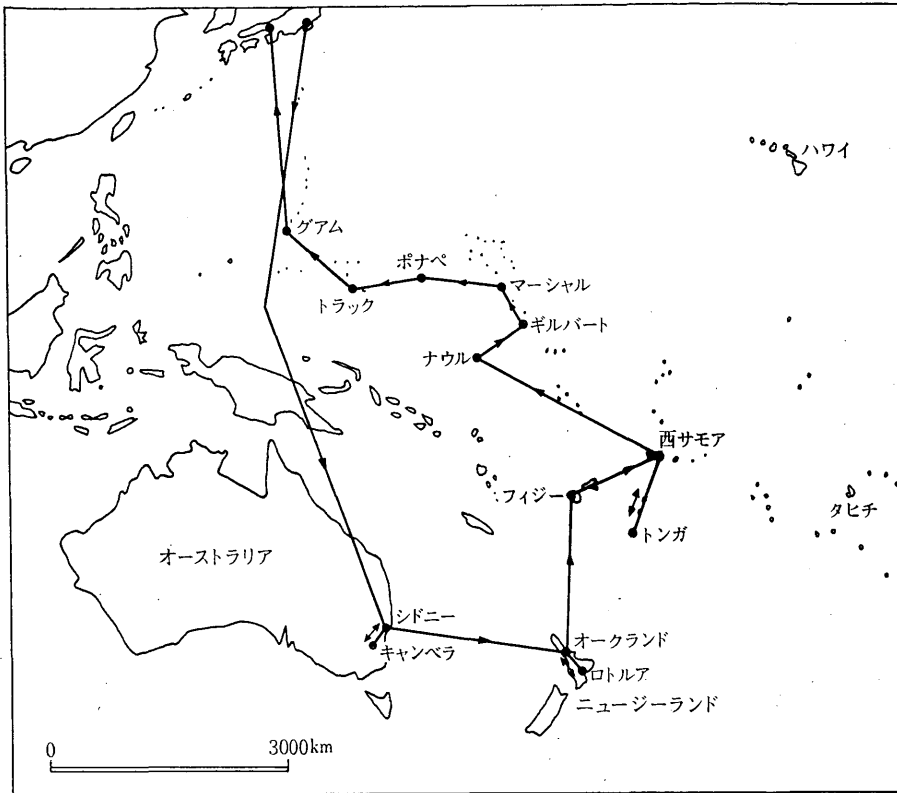 ハワイ
グアム
ポナペ
トラック
マーシャル
ギルバート
ナウル
西サモア
フィジー
タヒチ
トンガ
オーストラリア
シドニー
オークランド
キャンベラ
ロトルア
ニュージーランド
0
3000km